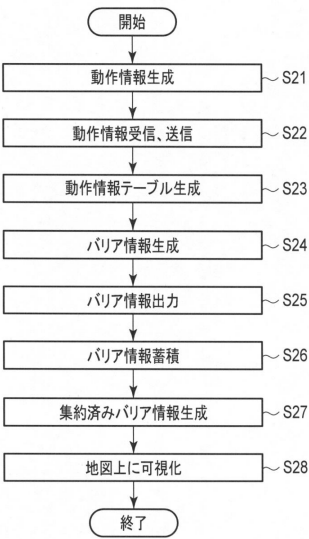 開始
動作情報生成 S21
動作情報受信、送信 S22
動作情報テーブル生成 S23
バリア情報生成 S24
バリア情報出力 S25
バリア情報蓄積 S26
集約済みバリア情報生成 S27
地図上に可視化 S28
終了